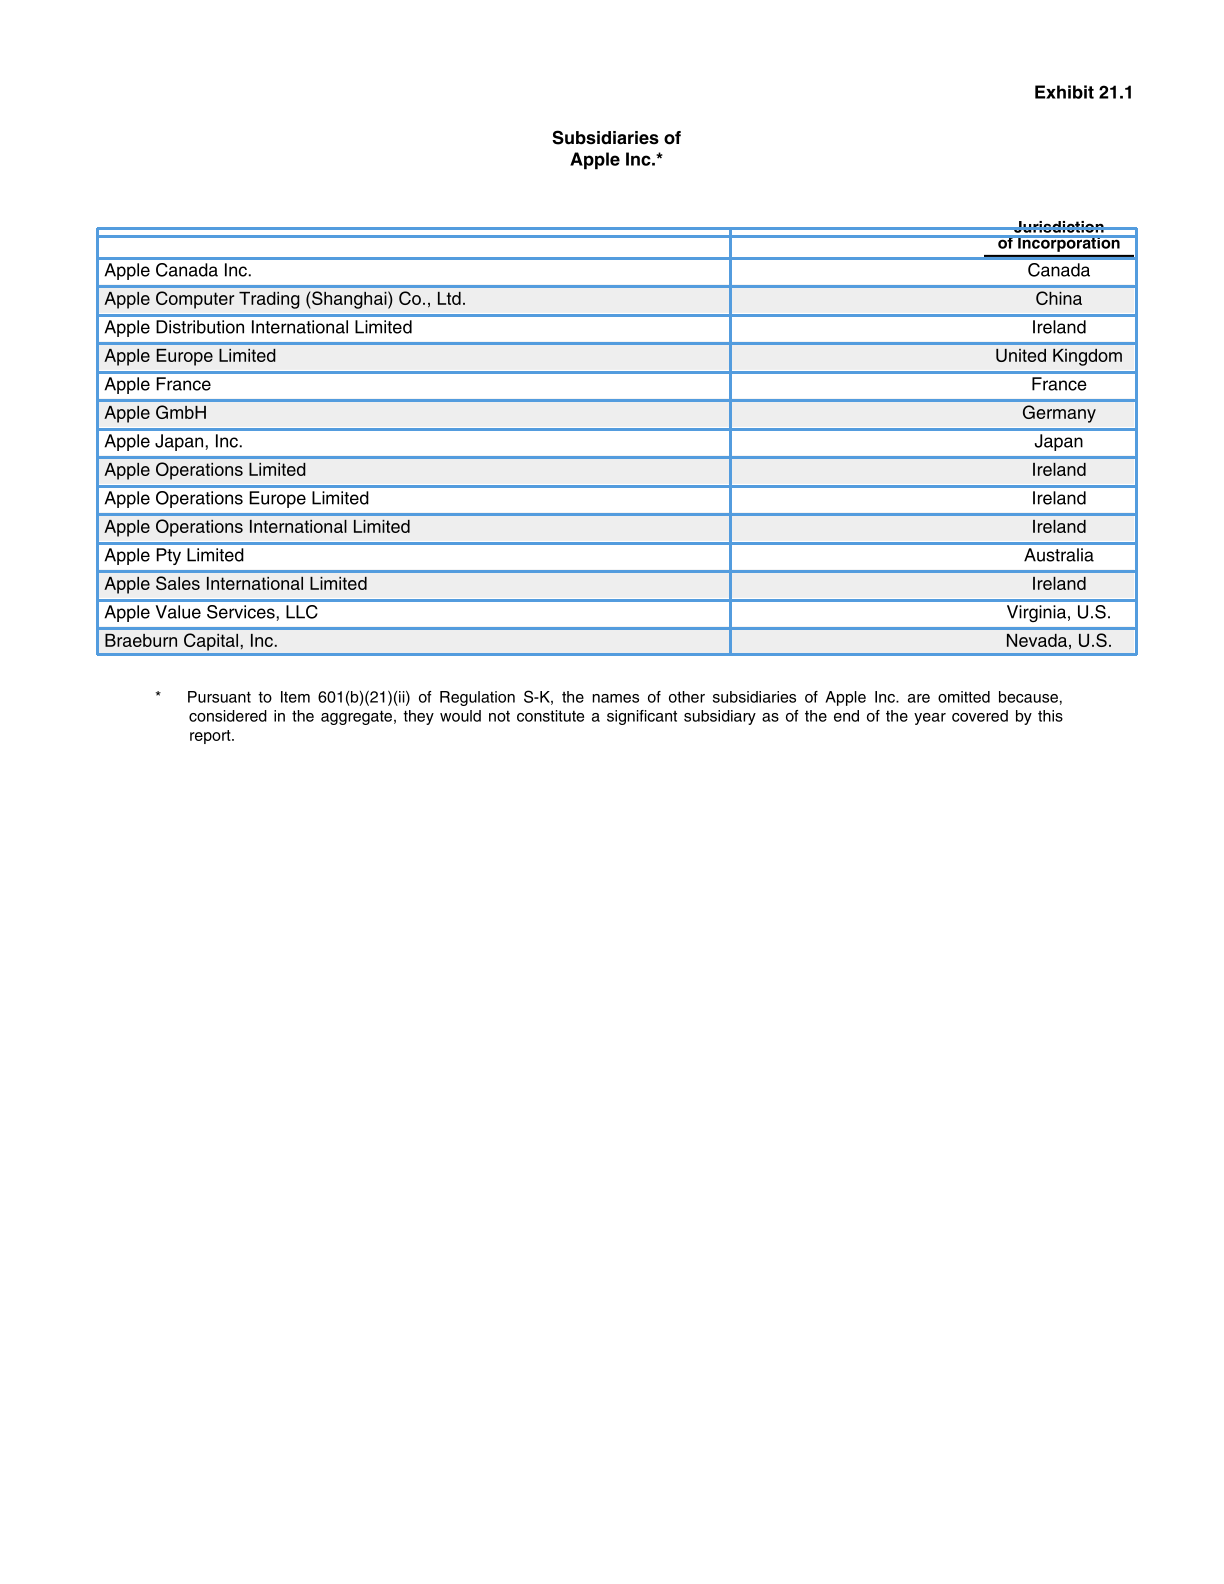 Exhibit 21.1
Subsidiaries of
Apple Inc.*
Jurisdiction
of Incorporation
Apple Canada Inc. Canada
Apple Computer Trading (Shanghai) Co., Ltd. China
Apple Distribution International Limited Ireland
Apple Europe Limited United Kingdom
Apple France France
Apple GmbH Germany
Apple Japan, Inc. Japan
Apple Operations Limited Ireland
Apple Operations Europe Limited Ireland
Apple Operations International Limited Ireland
Apple Pty Limited Australia
Apple Sales International Limited Ireland
Apple Value Services, LLC Virginia, U.S.
Braeburn Capital, Inc. Nevada, U.S.
* Pursuant to Item 601(b)(21)(ii) of Regulation S-K, the names of other subsidiaries of Apple Inc. are omitted because,
considered in the aggregate, they would not constitute a significant subsidiary as of the end of the year covered by this
report.